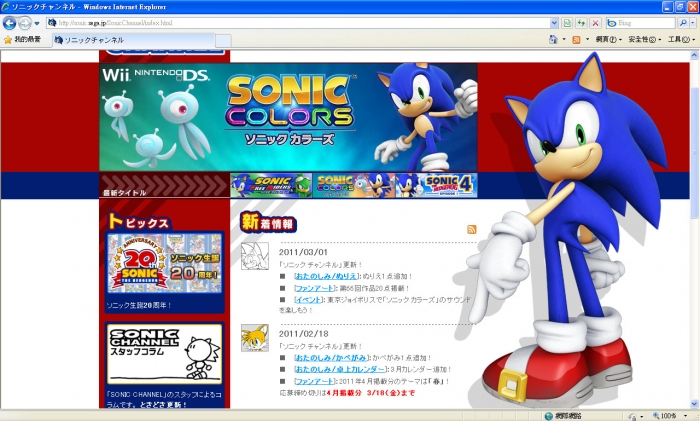 ソニックチャンネル - Windows Internet Explorer
http://sonic.sega.jp/SonicChannel/index.html
Bing
我的最愛
ソニックチャンネル
網頁(P)
安全性(S)
工具(O)
Wii NINTENDODS
SONIC
COLORS
ソニック カラーズ
最新タイトル
SONIC
FREE RIDERS
SONIC
COLORS
SONIC
4
トピックス
ANNIVERSARY
20th
SONIC
THE HEDGEHOG
ソニック生誕
20周年!
ソニック生誕20周年!
SONIC
CHANNEL
スタッフコラム
「SONIC CHANNEL」のスタッフによるコ
ラムです。ときどき更新!
新着情報
2011/03/01
「ソニック チャンネル」更新!
■ [おたのしみ/ぬりえ]: ぬりえ1点追加!
■ [ファンアート]: 第66回作品20点掲載!
■ [イベント]: 東京ジョイポリスで「ソニック カラーズ」のサウンド
を楽しもう!
2011/02/18
「ソニック チャンネル」更新!
■ [おたのしみ/かべがみ]: かべがみ1点追加!
■ [おたのしみ/卓上カレンダー]: 3月カレンダー追加!
■ [ファンアート]: 2011年4月掲載分のテーマは「春」!
応募締め切りは4月掲載分 3/18(金)まで
網際網路
100%